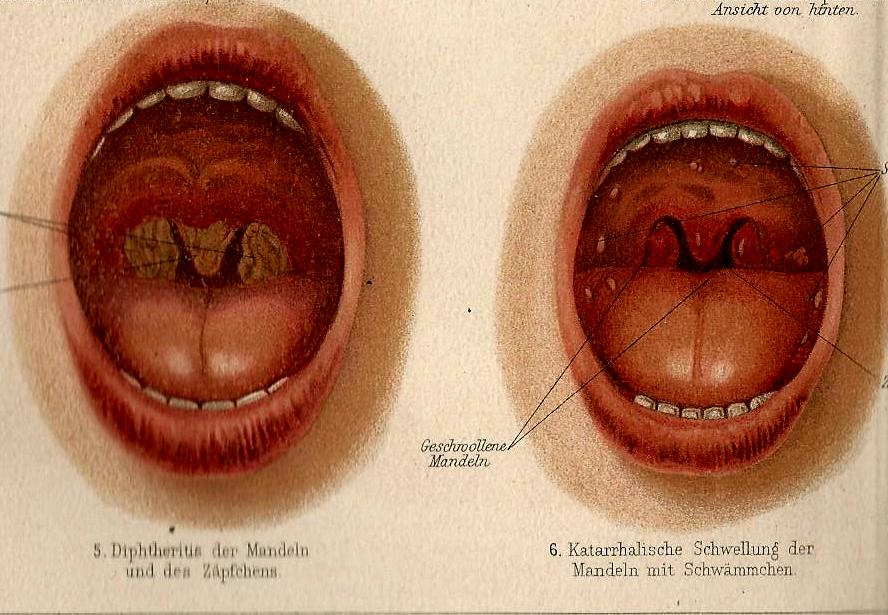 Ansicht von hinten.
Geschwollene
Mandeln
5. Diphtheritis der Mandeln
und des Zäpfchens.
6. Katarrhalische Schwellung der
Mandeln mit Schwämmchen.